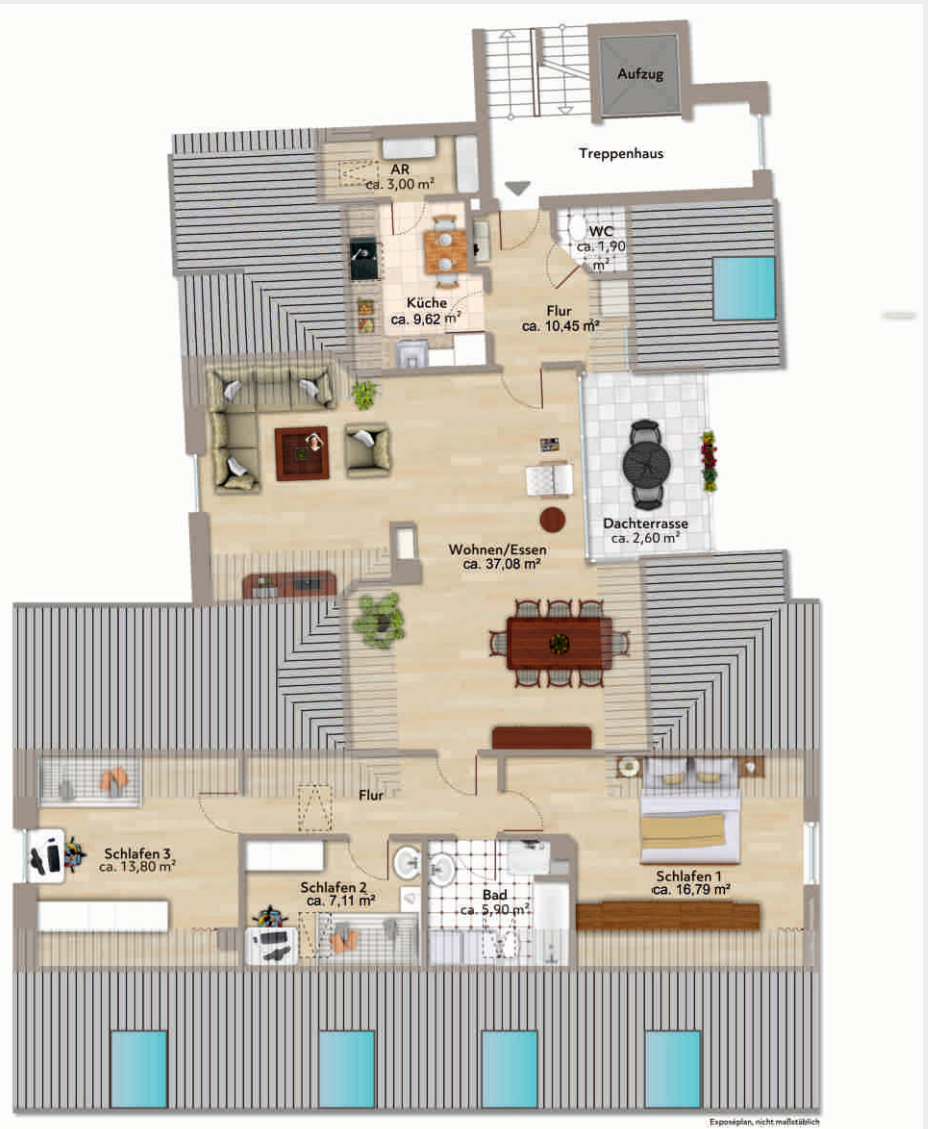 Aufzug
Treppenhaus
AR
ca. 3,00 m²
WC
ca. 1,90
m²
Küche
ca. 9,62 m²
Flur
ca. 10,45 m²
Dachterrasse
ca. 2,60 m²
Wohnen/Essen
ca. 37,08 m²
Flur
Schlafen 3
ca. 13,80 m²
Schlafen 2
ca. 7,11 m²
Bad
ca. 5,90 m²
Schlafen 1
ca. 16,79 m²
Exposéplan, nicht maßstäblich